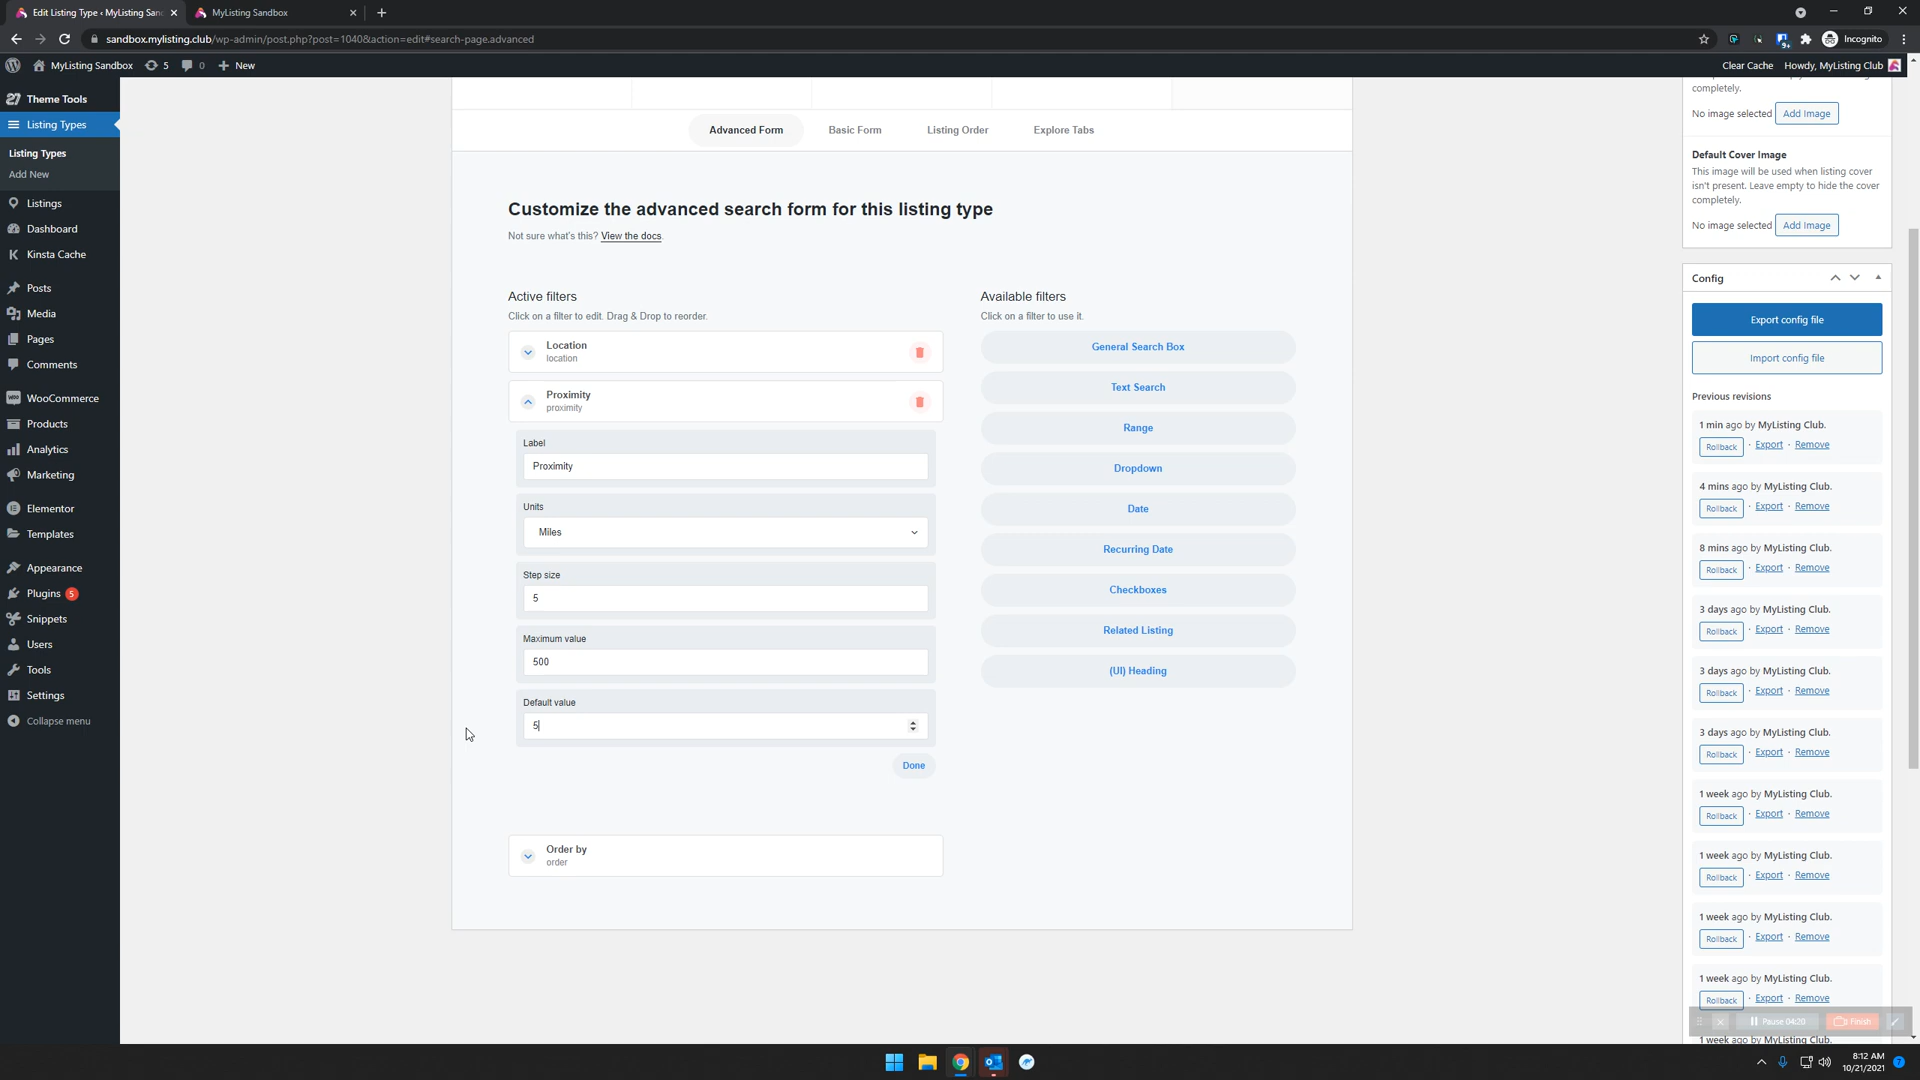 Edit Listing Type ‹ MyListing San
MyListing Sandbox
sandbox.mylisting.club/wp-admin/post.php?post=1040&action=edit#search-page.advanced
Incognito
MyListing Sandbox
5
0
New
Clear Cache
Howdy, MyListing Club
Theme Tools
Listing Types
Listing Types
Add New
Listings
Dashboard
Kinsta Cache
Posts
Media
Pages
Comments
WooCommerce
Products
Analytics
Marketing
Elementor
Templates
Appearance
Plugins 5
Snippets
Users
Tools
Settings
Collapse menu
Advanced Form
Basic Form
Listing Order
Explore Tabs
Customize the advanced search form for this listing type
Not sure what's this? View the docs.
Active filters
Click on a filter to edit. Drag & Drop to reorder.
Location
location
Proximity
proximity
Label
Proximity
Units
Miles
Step size
5
Maximum value
500
Default value
5
Done
Order by
order
Available filters
Click on a filter to use it.
General Search Box
Text Search
Range
Dropdown
Date
Recurring Date
Checkboxes
Related Listing
(UI) Heading
completely.
No image selected Add Image
Default Cover Image
This image will be used when listing cover
isn't present. Leave empty to hide the cover
completely.
No image selected Add Image
Config
Export config file
Import config file
Previous revisions
1 min ago by MyListing Club.
Rollback · Export · Remove
4 mins ago by MyListing Club.
Rollback · Export · Remove
8 mins ago by MyListing Club.
Rollback · Export · Remove
3 days ago by MyListing Club.
Rollback · Export · Remove
3 days ago by MyListing Club.
Rollback · Export · Remove
3 days ago by MyListing Club.
Rollback · Export · Remove
1 week ago by MyListing Club.
Rollback · Export · Remove
1 week ago by MyListing Club.
Rollback · Export · Remove
1 week ago by MyListing Club.
Rollback · Export · Remove
1 week ago by MyListing Club.
Rollback · Export · Remove
Pause 04:20
Finish
1 week ago by MyListing Club.
8:12 AM
10/21/2021
7